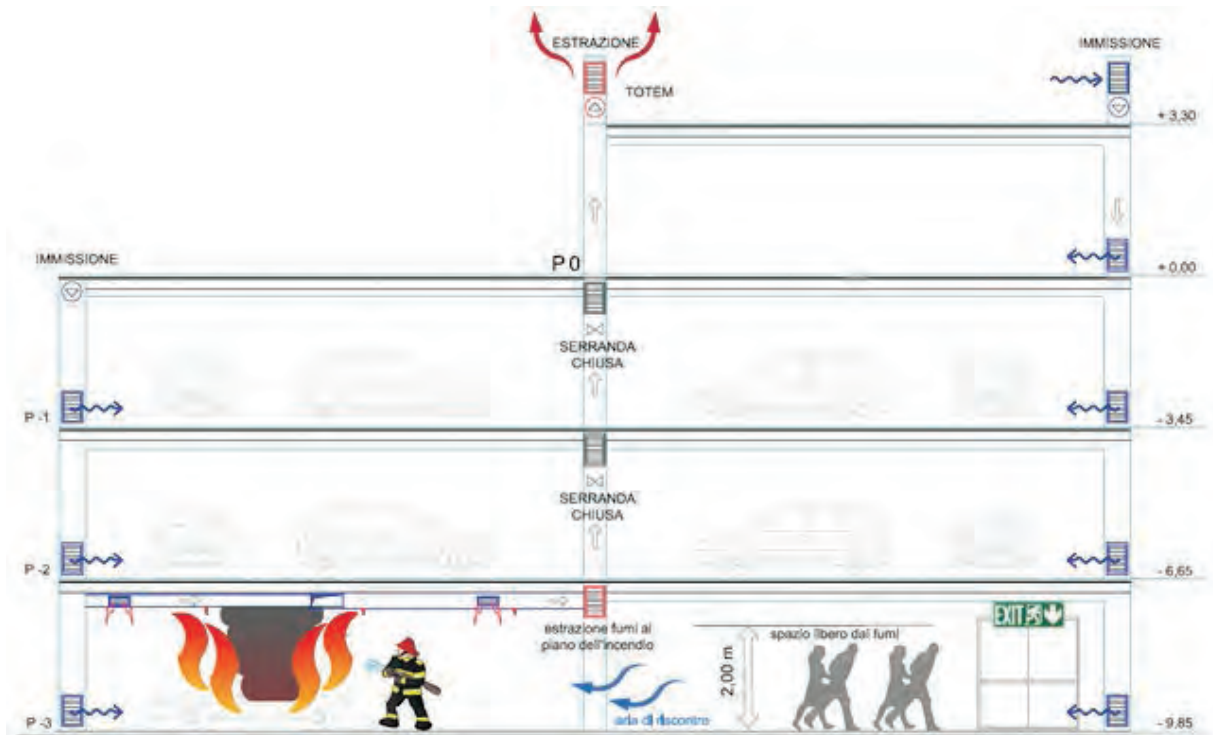 ESTRAZIONE
IMMISSIONE
TOTEM
+ 3,30
IMMISSIONE
P 0
+ 0,00
SERRANDA
CHIUSA
P -1
- 3,45
SERRANDA
CHIUSA
P -2
- 6,65
EXIT
estrazione fumi al
piano dell'incendio
spazio libero dai fumi
2,00 m
aria di riscontro
P -3
- 9,85